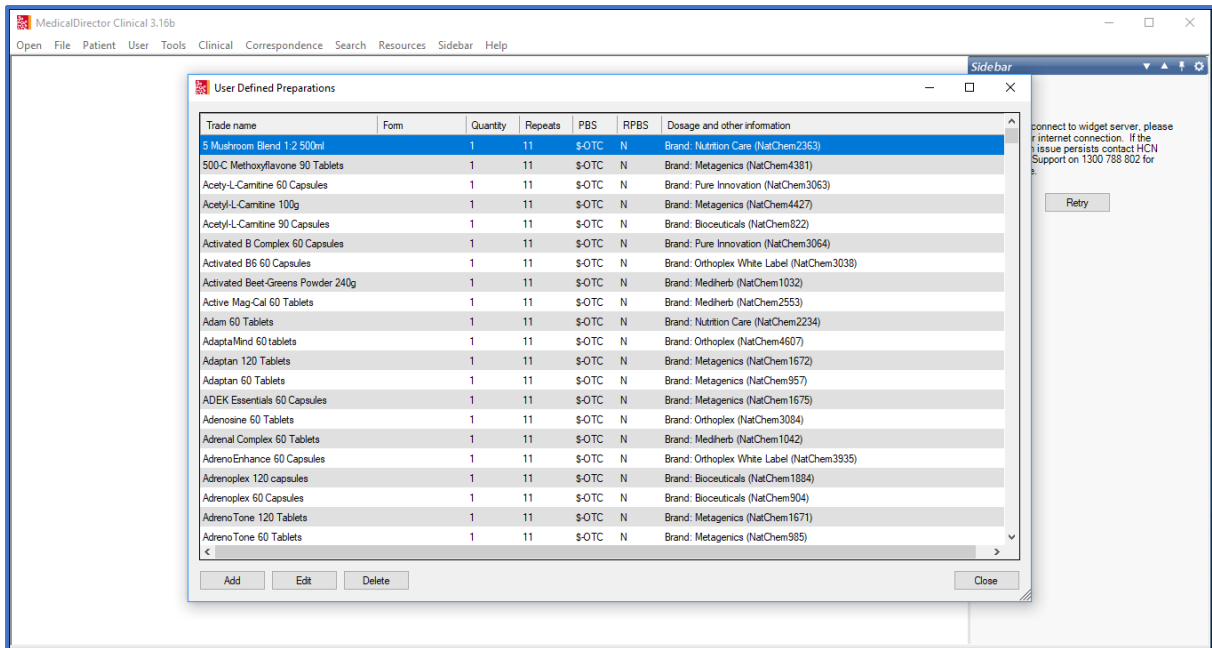 MedicalDirector Clinical 3.16b
Open File Patient User Tools Clinical Correspondence Search Resources Sidebar Help
Sidebar
User Defined Preparations
Trade name Form Quantity Repeats PBS RPBS Dosage and other information
5 Mushroom Blend 1:2 500ml 1 11 $-OTC N Brand: Nutrition Care (NatChem2363)
500-C Methoxyflavone 90 Tablets 1 11 $-OTC N Brand: Metagenics (NatChem4381)
Acety-L-Carnitine 60 Capsules 1 11 $-OTC N Brand: Pure Innovation (NatChem3063)
Acetyl-L-Carnitine 100g 1 11 $-OTC N Brand: Metagenics (NatChem4427)
Acetyl-L-Carnitine 90 Capsules 1 11 $-OTC N Brand: Bioceuticals (NatChem822)
Activated B Complex 60 Capsules 1 11 $-OTC N Brand: Pure Innovation (NatChem3064)
Activated B6 60 Capsules 1 11 $-OTC N Brand: Orthoplex White Label (NatChem3038)
Activated Beet-Greens Powder 240g 1 11 $-OTC N Brand: Mediherb (NatChem1032)
Active Mag-Cal 60 Tablets 1 11 $-OTC N Brand: Mediherb (NatChem2553)
Adam 60 Tablets 1 11 $-OTC N Brand: Nutrition Care (NatChem2234)
AdaptaMind 60 tablets 1 11 $-OTC N Brand: Orthoplex (NatChem4607)
Adaptan 120 Tablets 1 11 $-OTC N Brand: Metagenics (NatChem1672)
Adaptan 60 Tablets 1 11 $-OTC N Brand: Metagenics (NatChem957)
ADEK Essentials 60 Capsules 1 11 $-OTC N Brand: Metagenics (NatChem1675)
Adenosine 60 Tablets 1 11 $-OTC N Brand: Orthoplex (NatChem3084)
Adrenal Complex 60 Tablets 1 11 $-OTC N Brand: Mediherb (NatChem1042)
AdrenoEnhance 60 Capsules 1 11 $-OTC N Brand: Orthoplex White Label (NatChem3935)
Adrenoplex 120 capsules 1 11 $-OTC N Brand: Bioceuticals (NatChem1884)
Adrenoplex 60 Capsules 1 11 $-OTC N Brand: Bioceuticals (NatChem904)
AdrenoTone 120 Tablets 1 11 $-OTC N Brand: Metagenics (NatChem1671)
AdrenoTone 60 Tablets 1 11 $-OTC N Brand: Metagenics (NatChem985)
Add Edit Delete Close
connect to widget server, please
internet connection. If the
issue persists contact HCN
Support on 1300 788 802 for
Retry